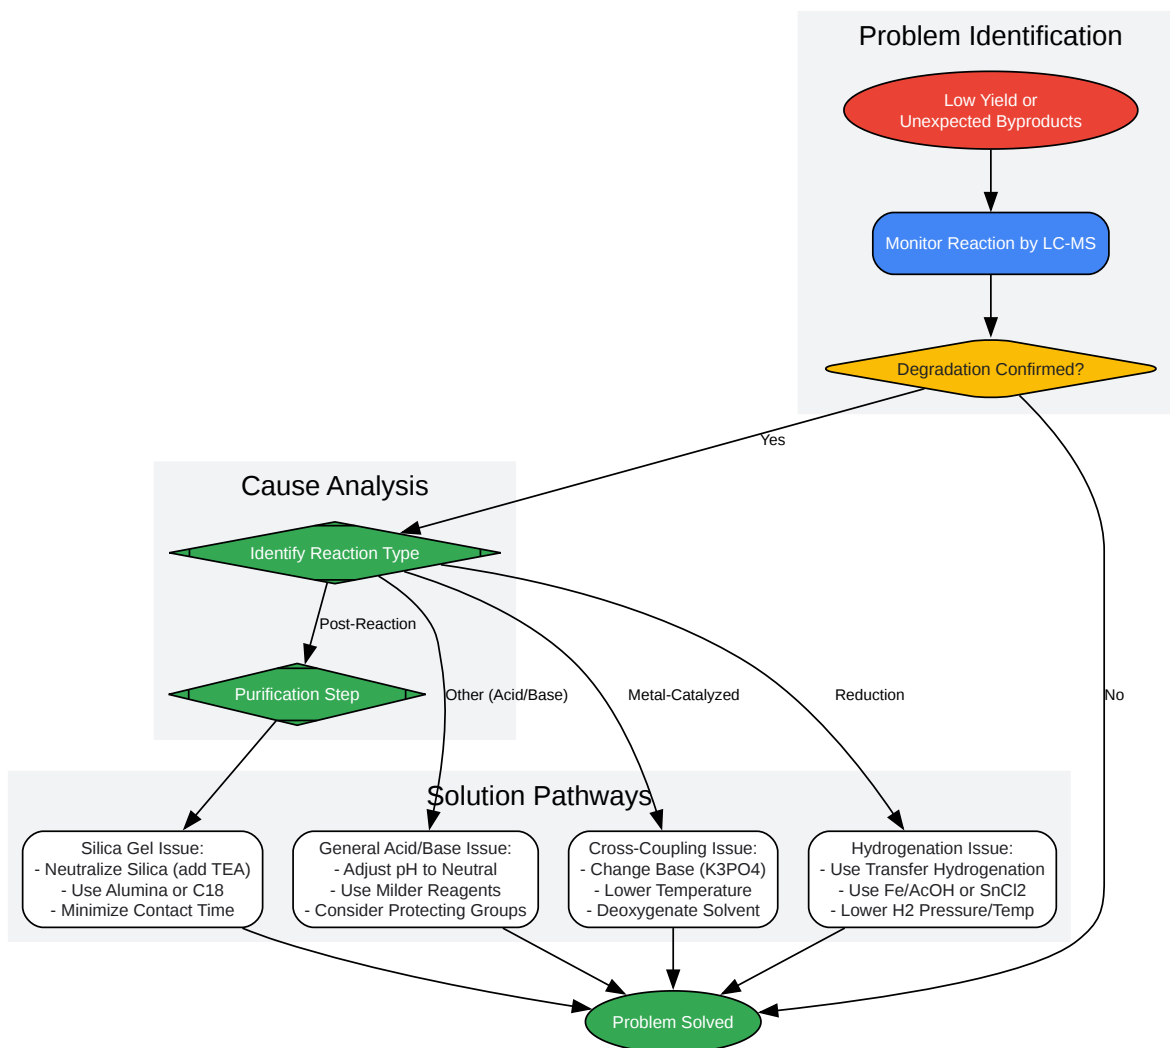 Problem Identification
Low Yield or
Unexpected Byproducts
Monitor Reaction by LC-MS
Degradation Confirmed?
Yes
Cause Analysis
Identify Reaction Type
Post-Reaction
Purification Step
Other (Acid/Base)
Metal-Catalyzed
Reduction
No
Solution Pathways
Silica Gel Issue:
- Neutralize Silica (add TEA)
- Use Alumina or C18
- Minimize Contact Time
General Acid/Base Issue:
- Adjust pH to Neutral
- Use Milder Reagents
- Consider Protecting Groups
Cross-Coupling Issue:
- Change Base (K3PO4)
- Lower Temperature
- Deoxygenate Solvent
Hydrogenation Issue:
- Use Transfer Hydrogenation
- Use Fe/AcOH or SnCl2
- Lower H2 Pressure/Temp
Problem Solved